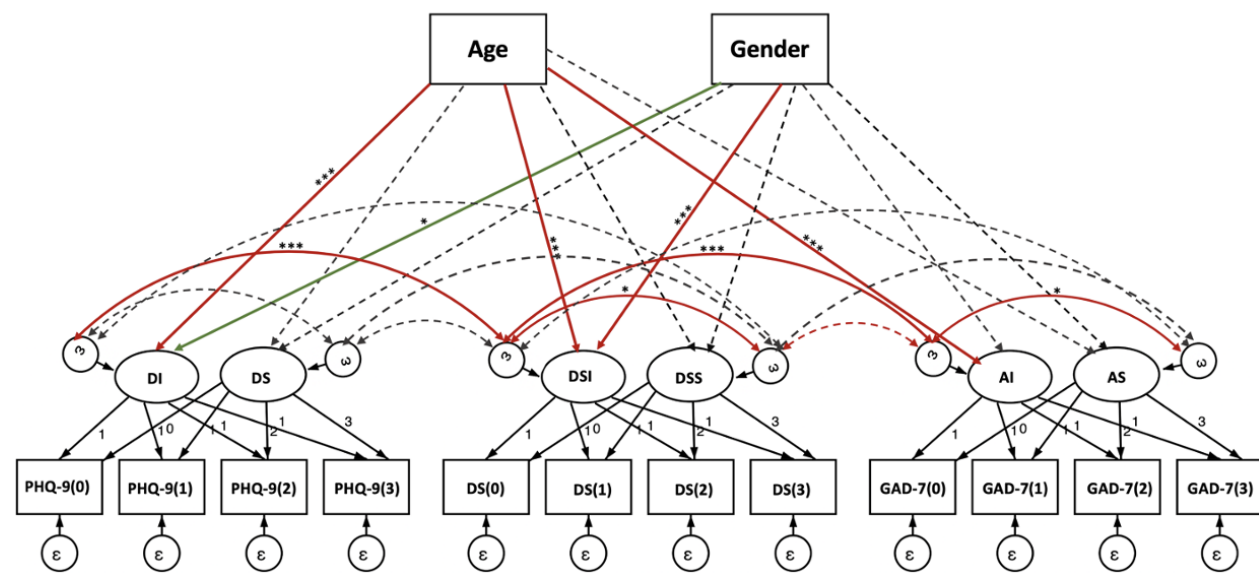 Age Gender
***
*
***
***
***
***
***
*
*
ε ε ε ε ε ε
DI DS DSI DSS AI AS
1 1 0 1 1 2 1 3 1 1 0 1 1 2 1 3 1 1 0 1 1 2 1 3
PHQ-9(0) PHQ-9(1) PHQ-9(2) PHQ-9(3) DS(0) DS(1) DS(2) DS(3) GAD-7(0) GAD-7(1) GAD-7(2) GAD-7(3)
ε ε ε ε ε ε ε ε ε ε ε ε